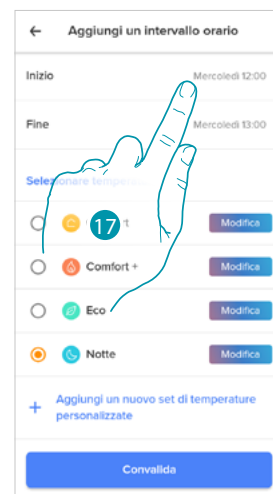 ← Aggiungi un intervallo orario
Inizio Mercoledì 12:00
Fine Mercoledì 13:00
Selezionare
17
Modifica
Comfort + Modifica
Eco Modifica
Notte Modifica
+ Aggiungi un nuovo set di temperature
personalizzate
Convalida